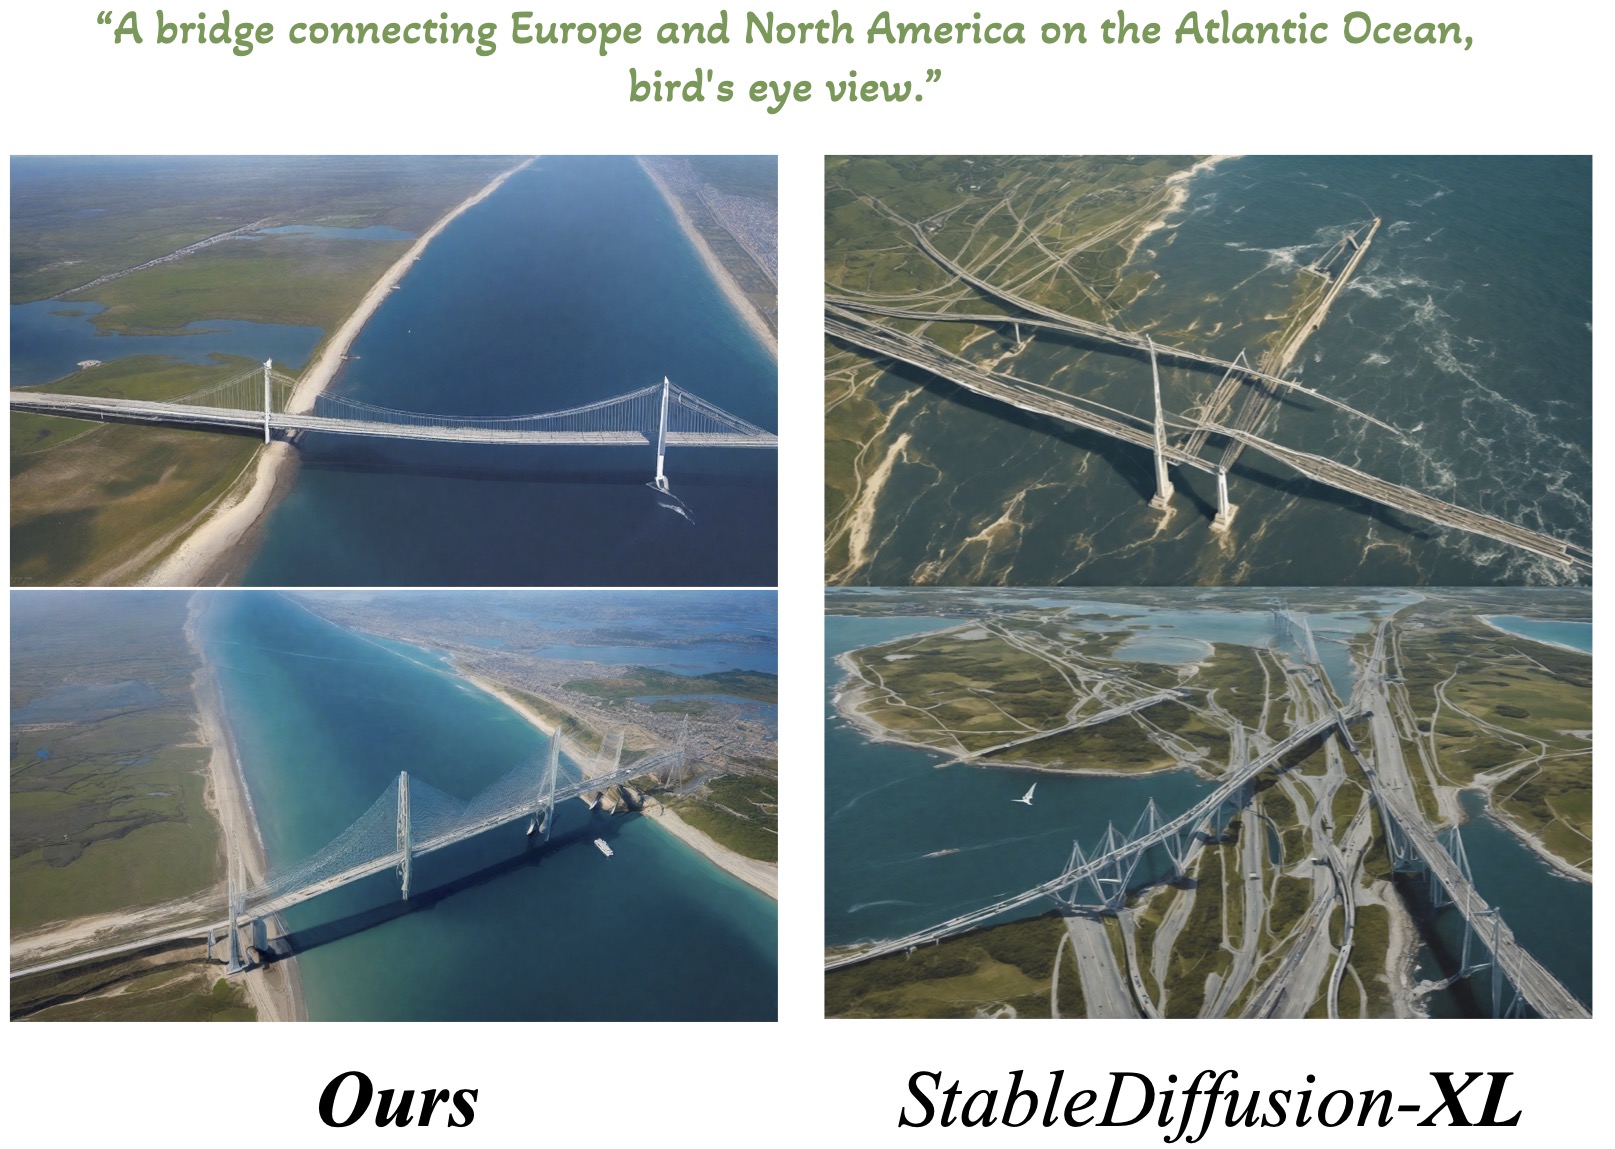 “A bridge connecting Europe and North America on the Atlantic Ocean,
bird's eye view.”
Ours
StableDiffusion-XL